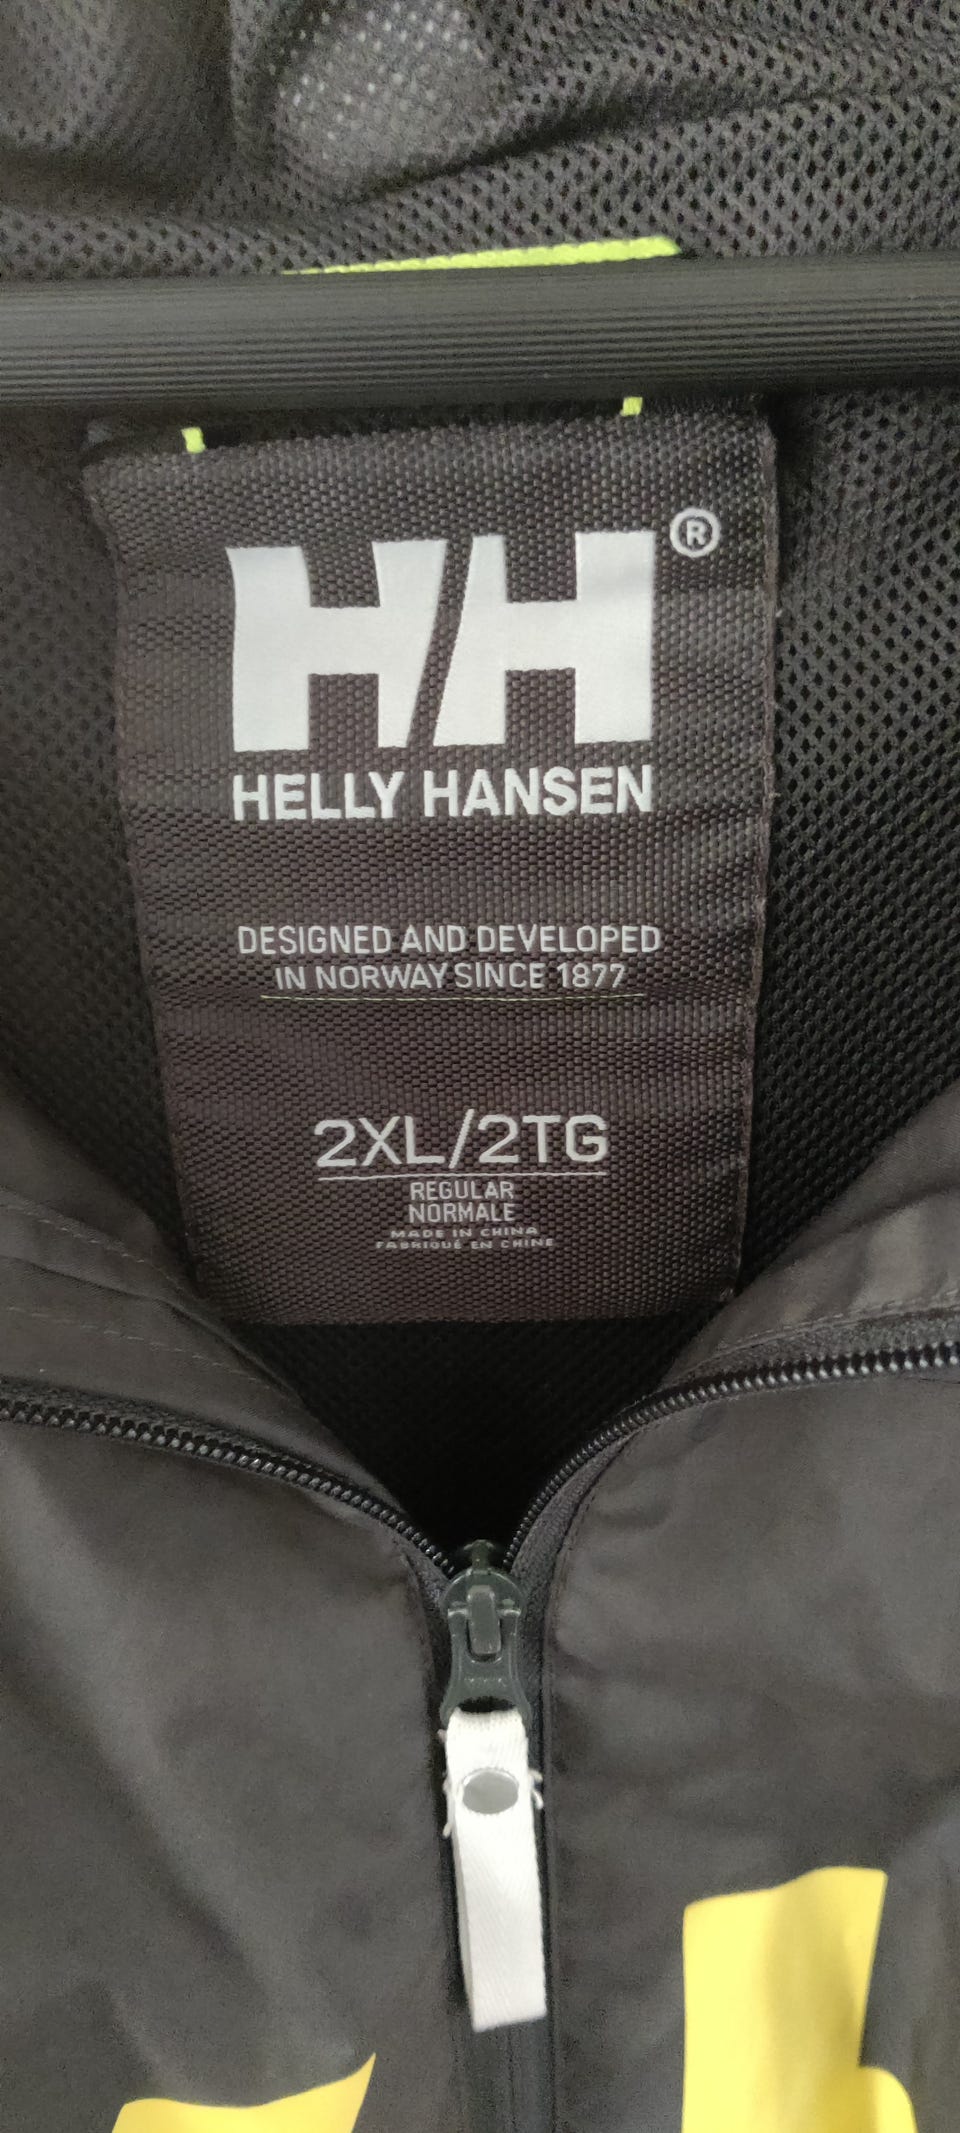 HH®
HELLY HANSEN
DESIGNED AND DEVELOPED
IN NORWAY SINCE 1877
2XL/2TG
REGULAR
NORMALE
MADE IN CHINA
FABRIQUÉ EN CHINE